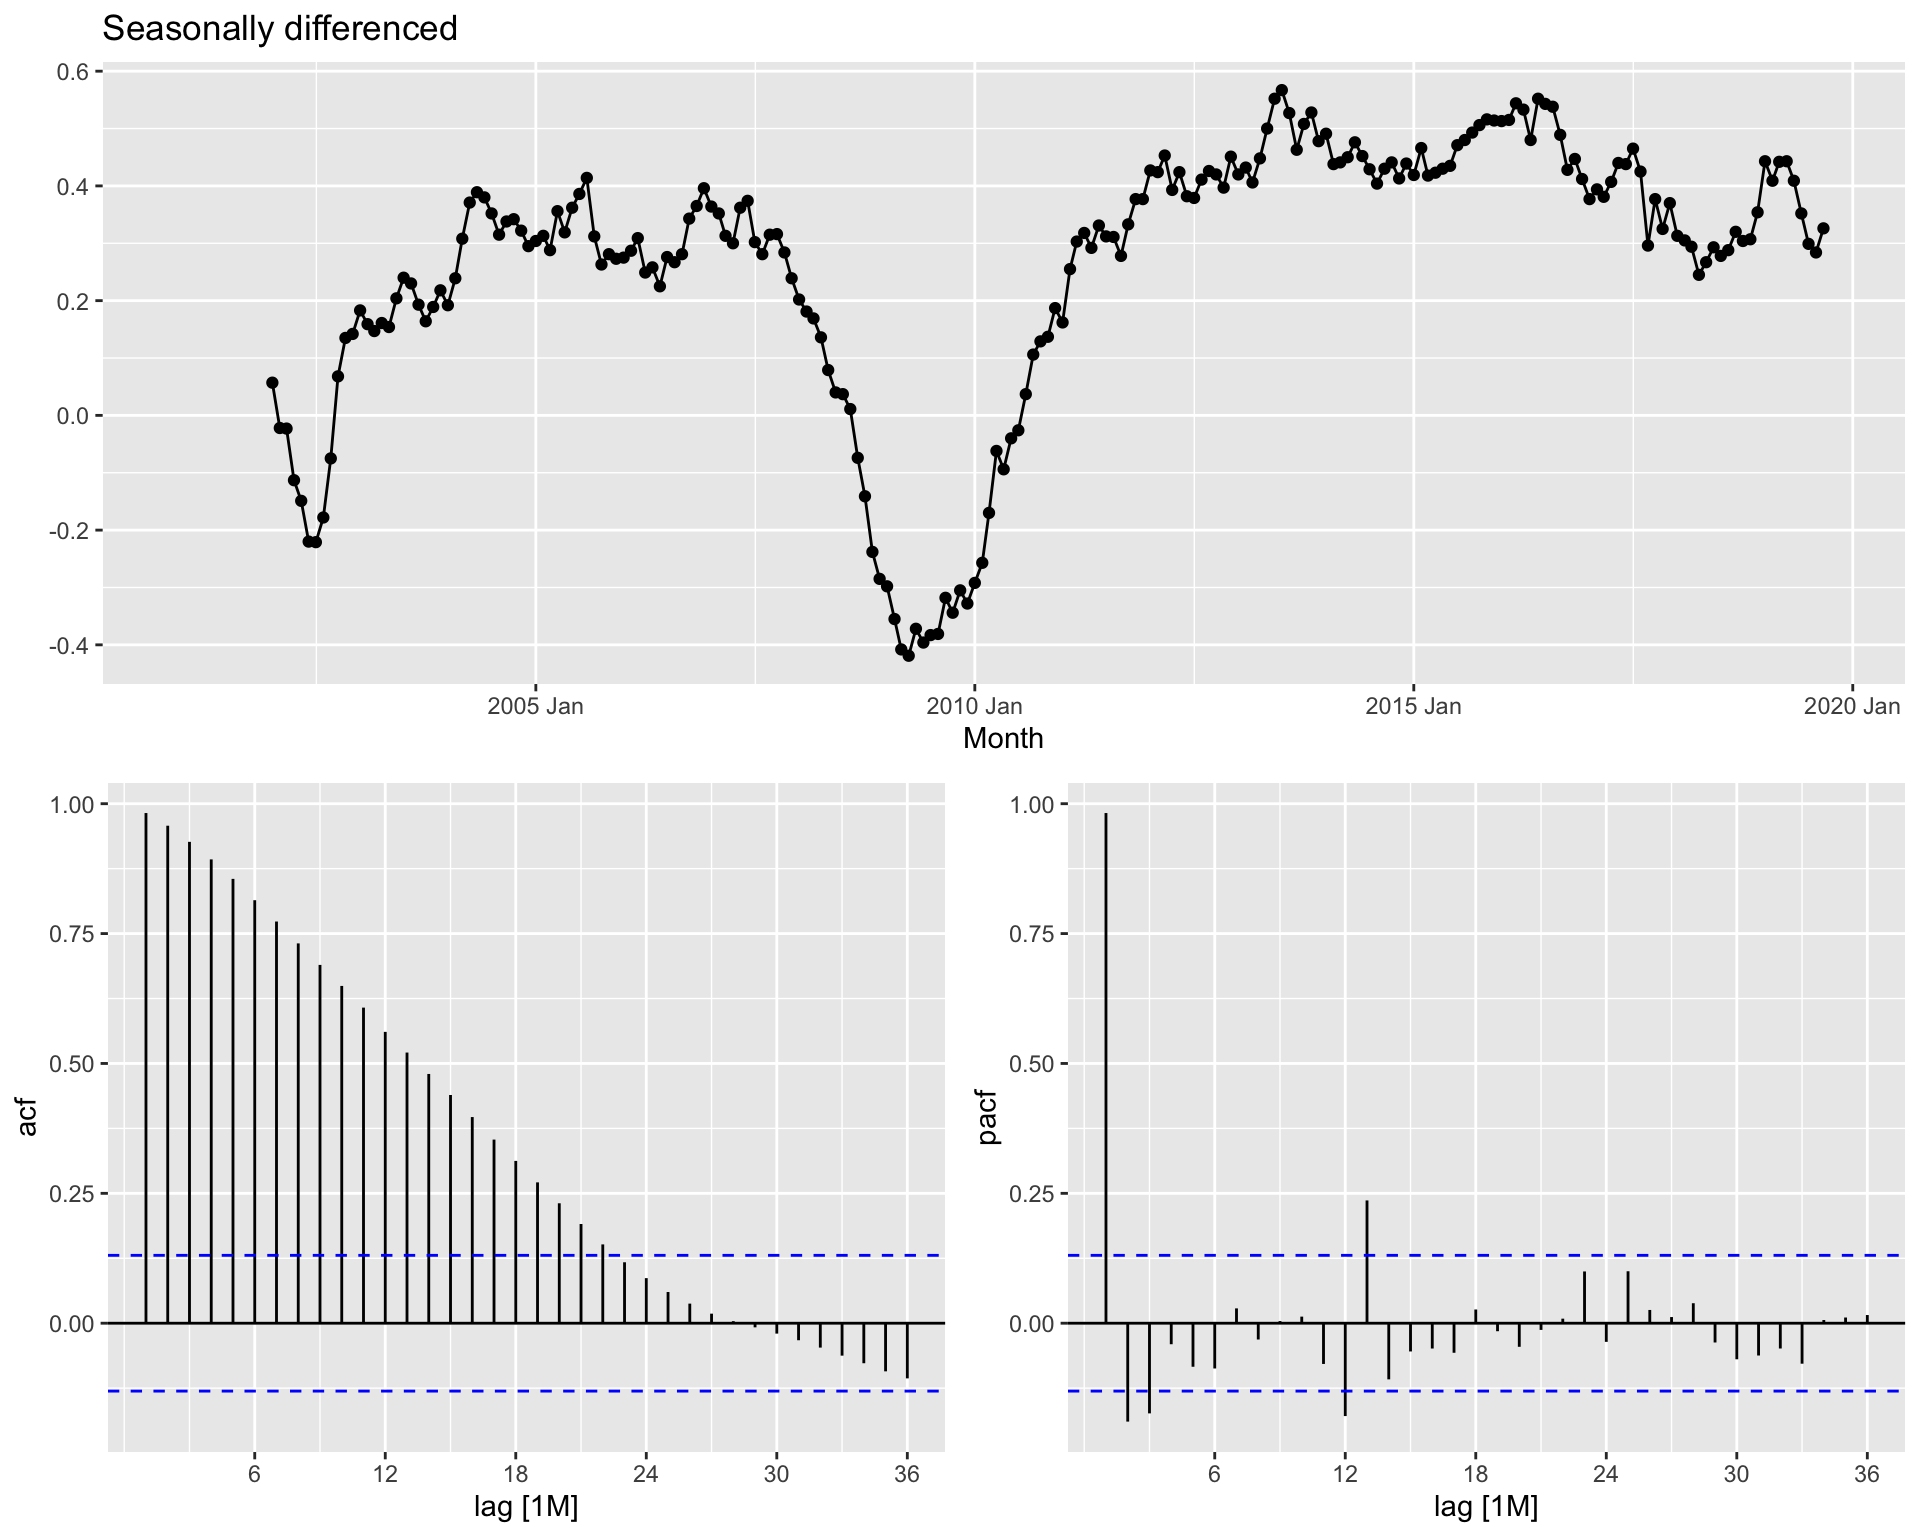 Seasonally differenced
0.6
0.4
0.2
0.0
-0.2
-0.4
2005 Jan 2010 Jan 2015 Jan 2020 Jan
Month
1.00
0.75
0.50
0.25
0.00
acf
6 12 18 24 30 36
lag [1M]
1.00
0.75
0.50
0.25
0.00
pacf
6 12 18 24 30 36
lag [1M]